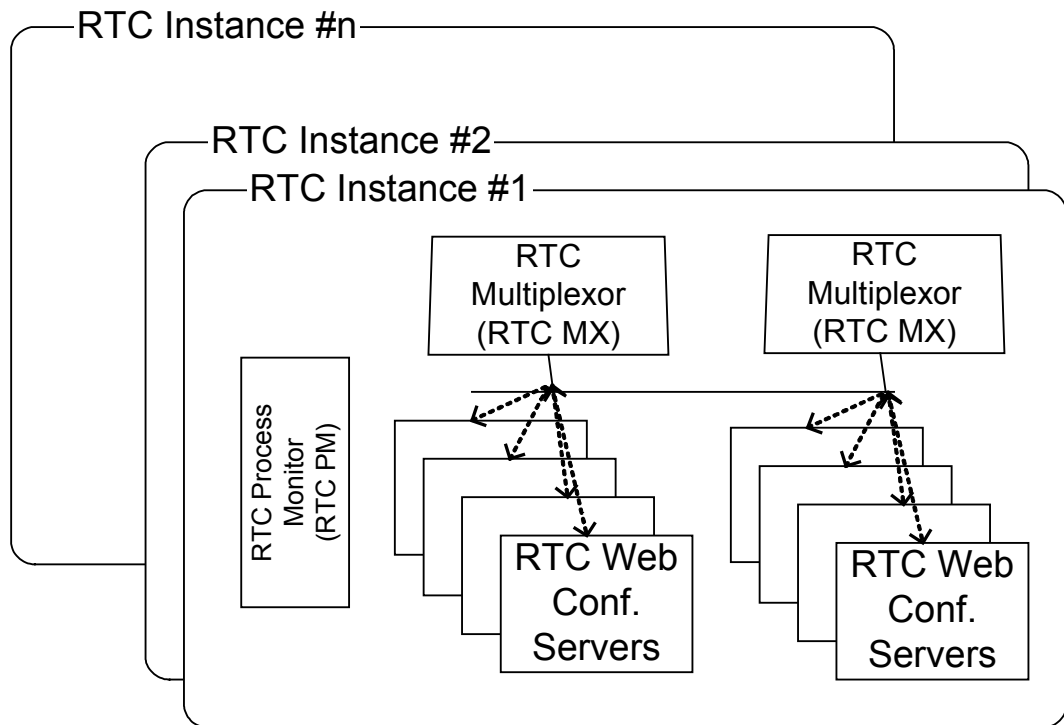 RTC Instance #n
RTC Instance #2
RTC Instance #1
RTC
Multiplexor
(RTC MX)
RTC
Multiplexor
(RTC MX)
RTC Process
Monitor
(RTC PM)
RTC Web
Conf.
Servers
RTC Web
Conf.
Servers